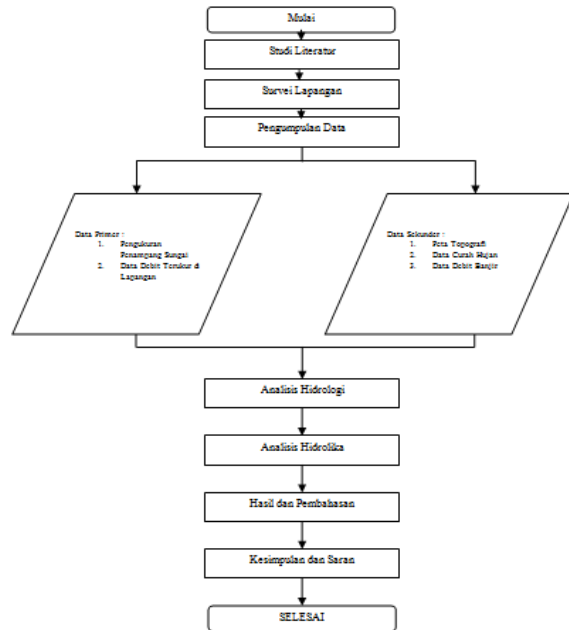 Mulai
Studi Literatur
Survei Lapangan
Pengumpulan Data
Data Primer :
1. Pengukuran
Penampang Sungai
2. Data Debit Terukur di
Lapangan
Data Sekunder :
1. Peta Topografi
2. Data Curah Hujan
3. Data Debit Banjir
Analisis Hidrologi
Analisis Hidrolika
Hasil dan Pembahasan
Kesimpulan dan Saran
SELESAI